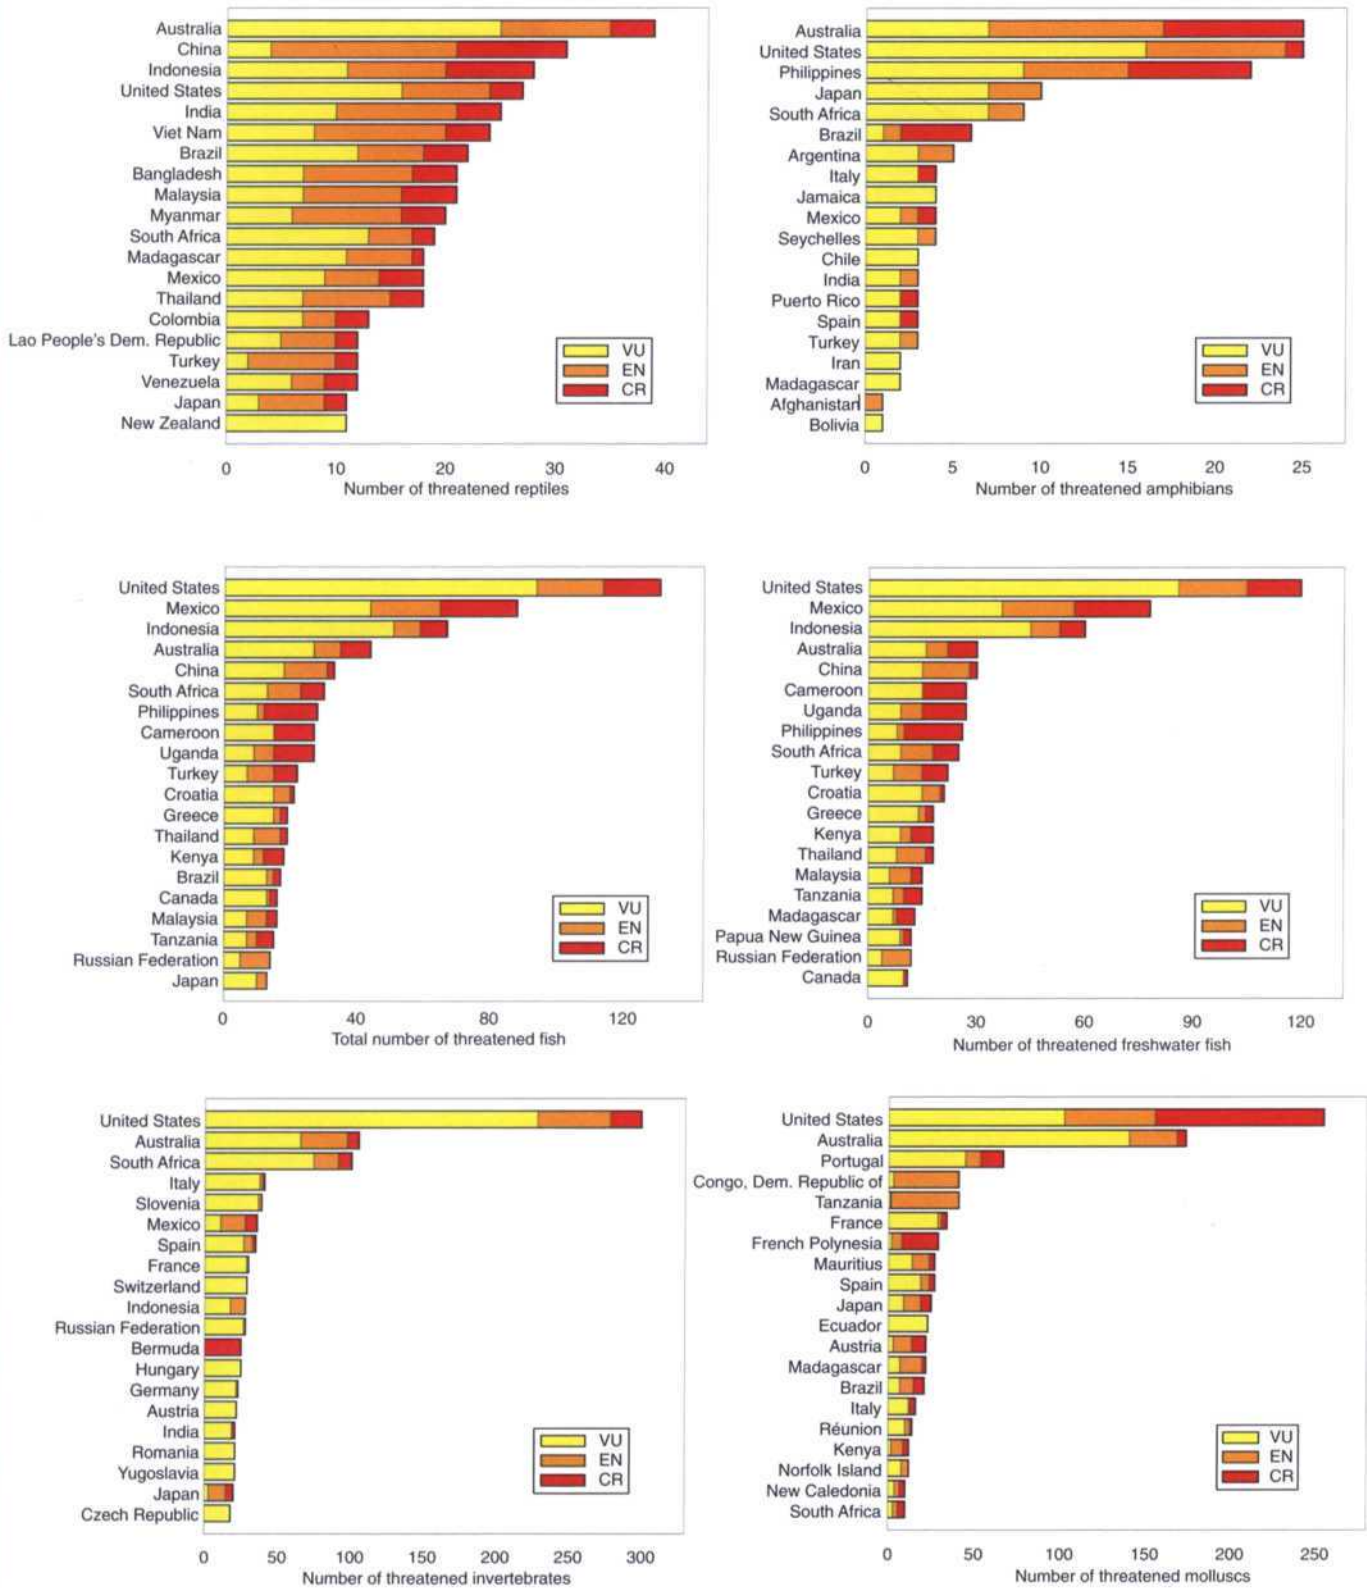 Australia
China
Indonesia
United States
India
Viet Nam
Brazil
Bangladesh
Malaysia
Myanmar
South Africa
Madagascar
Mexico
Thailand
Colombia
Lao People's Dem. Republic
Turkey
Venezuela
Japan
New Zealand
VU
EN
CR
0 10 20 30 40
Number of threatened reptiles
Australia
United States
Philippines
Japan
South Africa
Brazil
Argentina
Italy
Jamaica
Mexico
Seychelles
Chile
India
Puerto Rico
Spain
Turkey
Iran
Madagascar
Afghanistan
Bolivia
VU
EN
CR
0 5 10 15 20 25
Number of threatened amphibians
United States
Mexico
Indonesia
Australia
China
South Africa
Philippines
Cameroon
Uganda
Turkey
Croatia
Greece
Thailand
Kenya
Brazil
Canada
Malaysia
Tanzania
Russian Federation
Japan
VU
EN
CR
0 40 80 120
Total number of threatened fish
United States
Mexico
Indonesia
Australia
China
Cameroon
Uganda
Philippines
South Africa
Turkey
Croatia
Greece
Kenya
Thailand
Malaysia
Tanzania
Madagascar
Papua New Guinea
Russian Federation
Canada
VU
EN
CR
0 30 60 90 120
Number of threatened freshwater fish
United States
Australia
South Africa
Italy
Slovenia
Mexico
Spain
France
Switzerland
Indonesia
Russian Federation
Bermuda
Hungary
Germany
Austria
India
Romania
Yugoslavia
Japan
Czech Republic
VU
EN
CR
0 50 100 150 200 250 300
Number of threatened invertebrates
United States
Australia
Portugal
Congo, Dem. Republic of
Tanzania
France
French Polynesia
Mauritius
Spain
Japan
Ecuador
Austria
Madagascar
Brazil
Italy
Réunion
Kenya
Norfolk Island
New Caledonia
South Africa
VU
EN
CR
0 50 100 150 200 250
Number of threatened molluscs